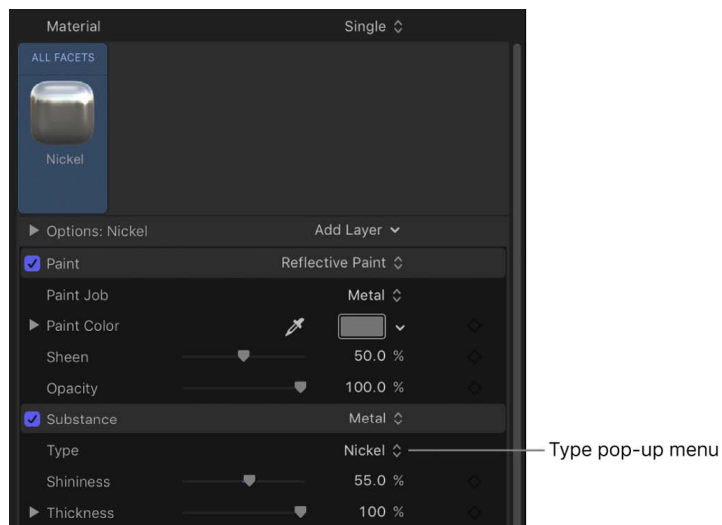 Material Single
ALL FACETS
Nickel
Options: Nickel Add Layer
Paint Reflective Paint
Paint Job Metal
Paint Color
Sheen 50.0 %
Opacity 100.0 %
Substance Metal
Type Nickel Type pop-up menu
Shininess 55.0 %
Thickness 100 %